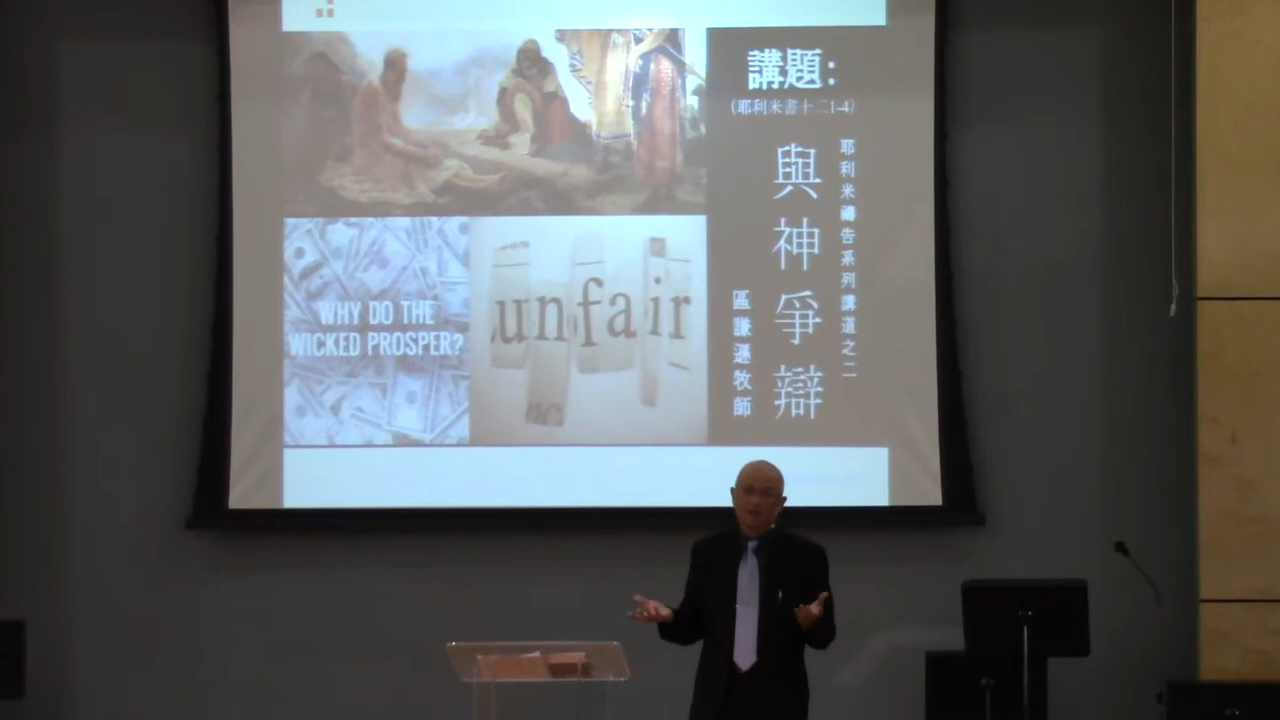 講題:
(耶利米書十二1-4)
耶利米禱告系列講道之二
與神爭辯
區謙遜牧師
WHY DO THE
WICKED PROSPER?
unfair
nc